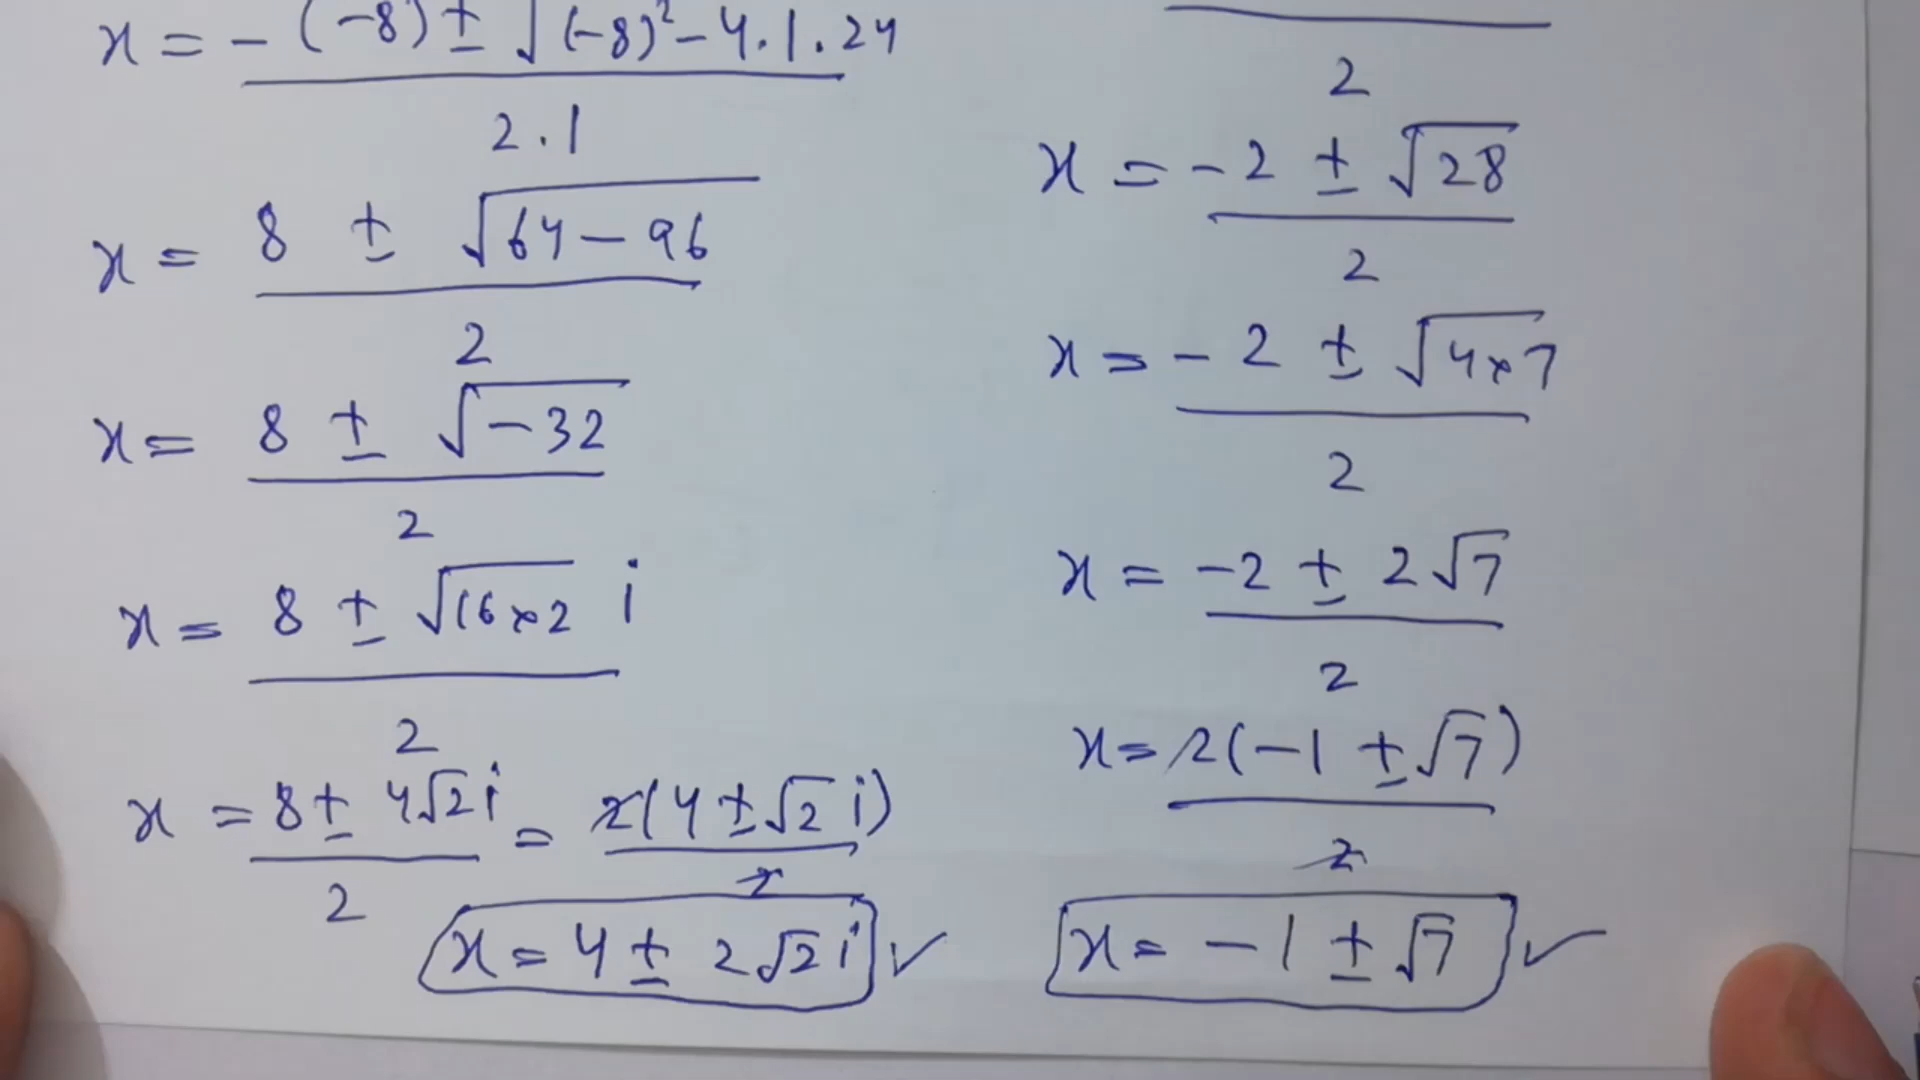 x = -(-8) ± √(-8)²-4.1.24
2.1
x = 8 ± √64-96
2
x = 8 ± √-32
2
x = 8 ± √16×2 i
2
x = 8 ± 4√2 i = 2(4 ± √2 i)
2 2
x = 4 ± 2√2 i ✓
2
x = -2 ± √28
2
x = -2 ± √4×7
2
x = -2 ± 2√7
2
x = 2(-1 ± √7)
2
x = -1 ± √7 ✓